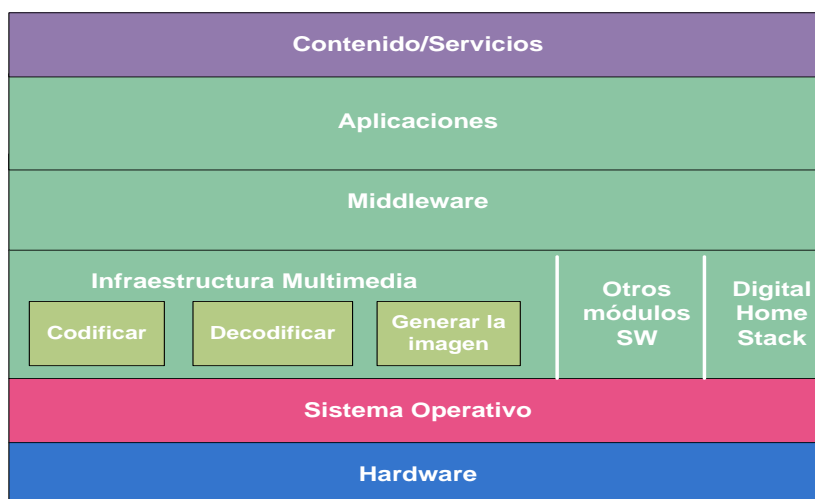 Contenido/Servicios
Aplicaciones
Middleware
Infraestructura Multimedia
Codificar
Decodificar
Generar la
imagen
Otros
módulos
SW
Digital
Home
Stack
Sistema Operativo
Hardware